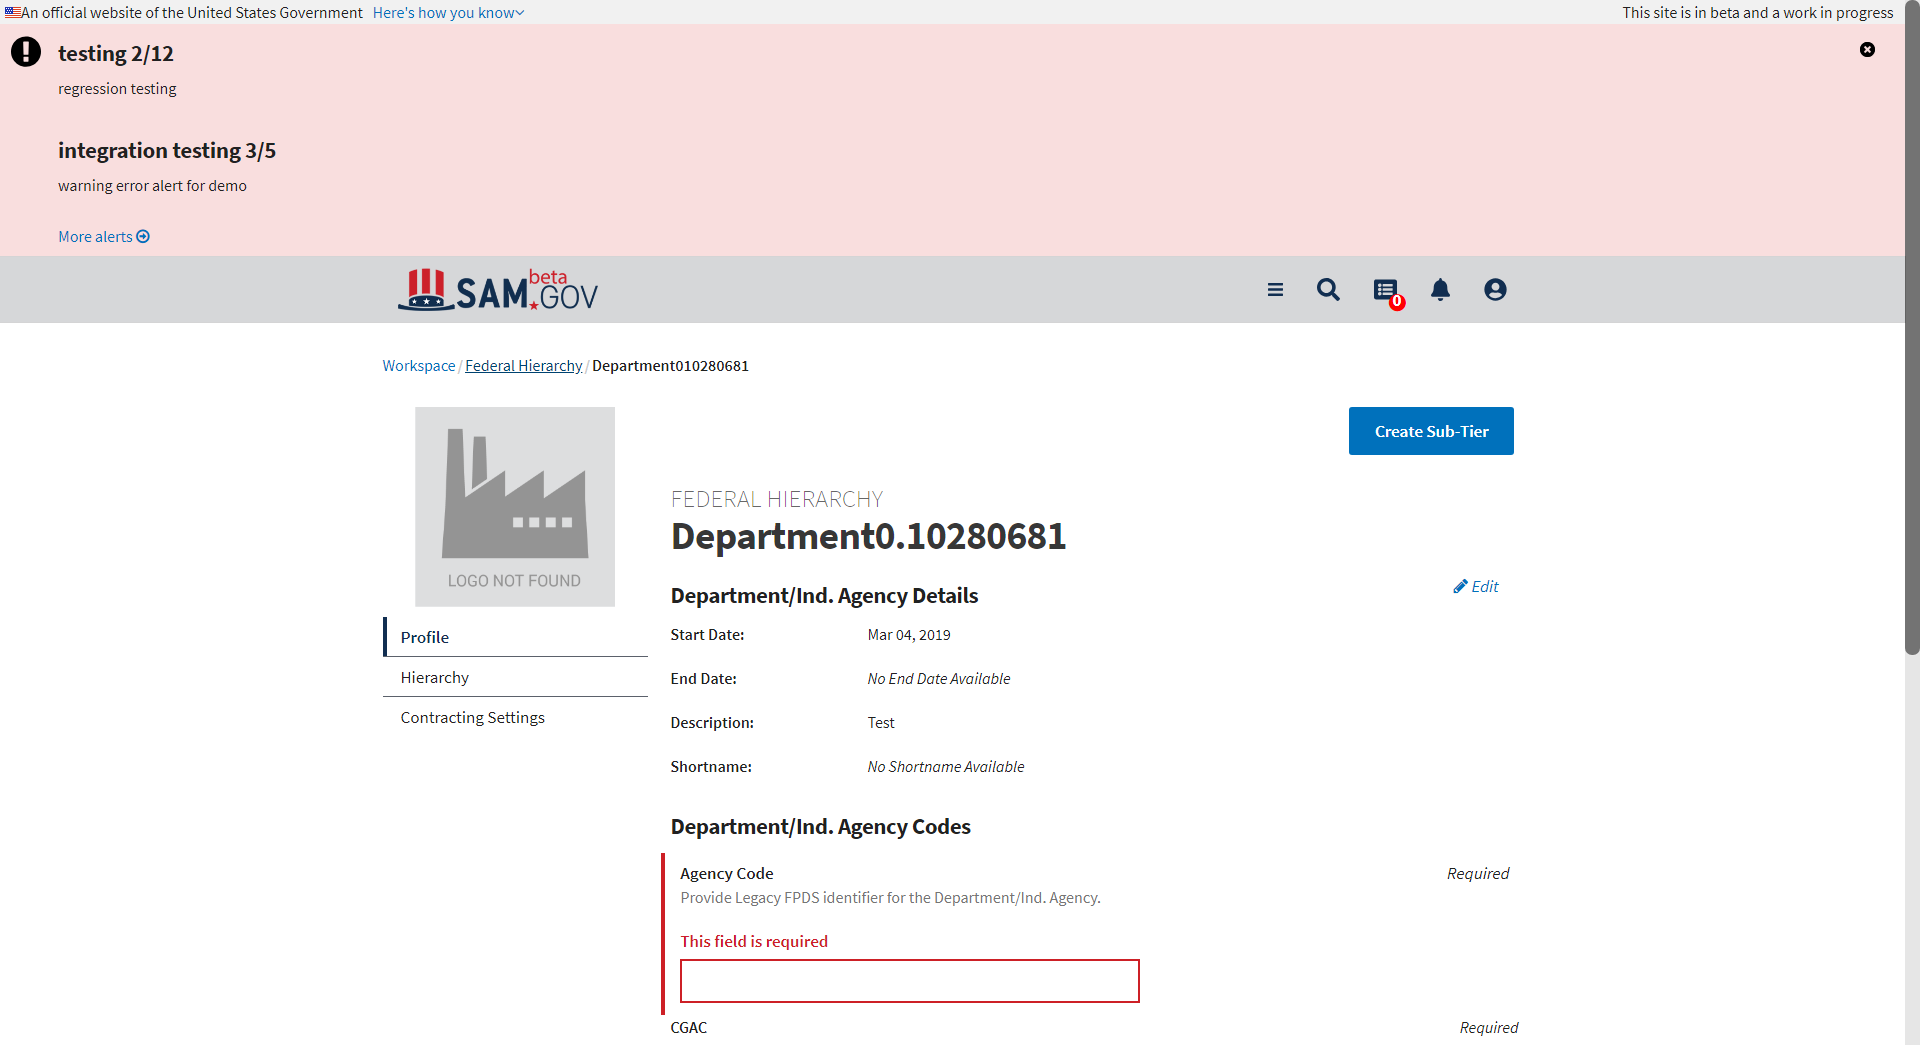 An official website of the United States Government Here's how you know
This site is in beta and a work in progress
testing 2/12
regression testing
integration testing 3/5
warning error alert for demo
More alerts
SAM.GOV beta
0
Workspace / Federal Hierarchy / Department010280681
LOGO NOT FOUND
Create Sub-Tier
FEDERAL HIERARCHY
Department0.10280681
Department/Ind. Agency Details
Edit
Profile
Hierarchy
Contracting Settings
Start Date: Mar 04, 2019
End Date: No End Date Available
Description: Test
Shortname: No Shortname Available
Department/Ind. Agency Codes
Agency Code Required
Provide Legacy FPDS identifier for the Department/Ind. Agency.
This field is required
CGAC Required